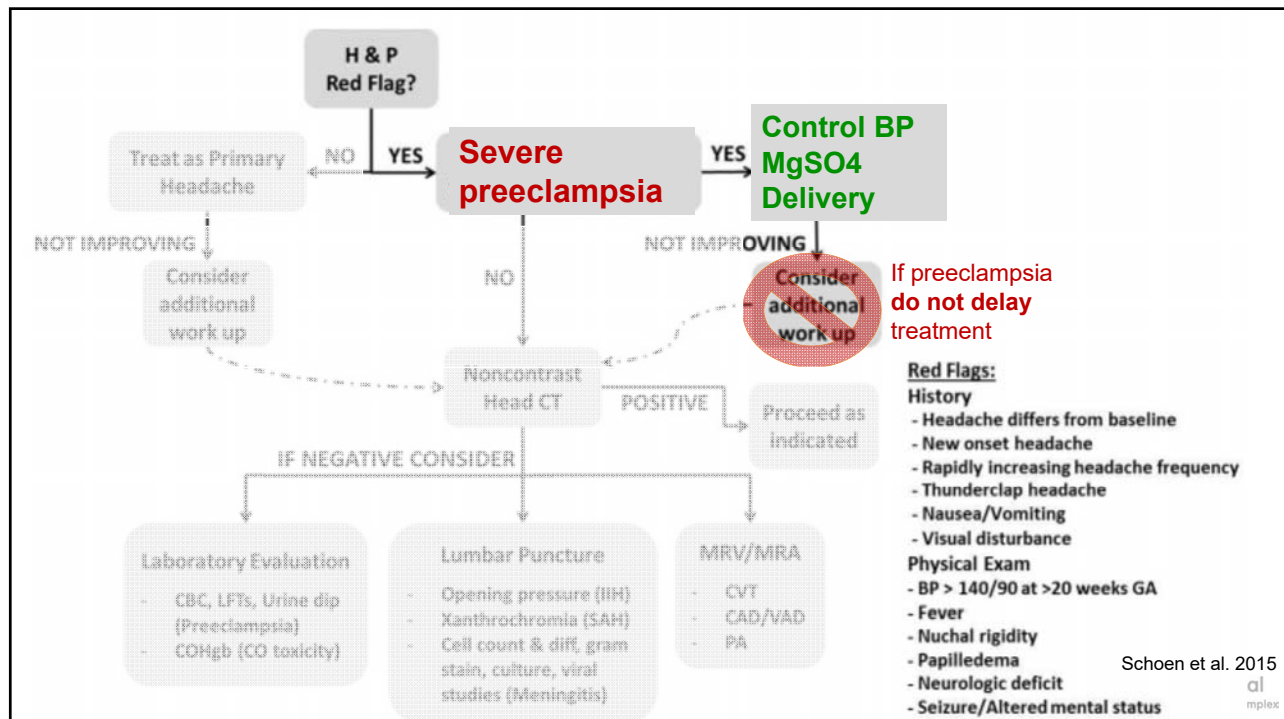 H & P
Red Flag?
Treat as Primary
Headache
NO
YES
Severe
preeclampsia
YES
Control BP
MgSO4
Delivery
NOT IMPROVING
Consider
additional
work up
NO
NOT IMPROVING
Consider
additional
work up
If preeclampsia
do not delay
treatment
Noncontrast
Head CT
POSITIVE
Proceed as
indicated
IF NEGATIVE CONSIDER
Laboratory Evaluation
- CBC, LFTs, Urine dip
(Preeclampsia)
- COHgb (CO toxicity)
Lumbar Puncture
- Opening pressure (IIH)
- Xanthrochromia (SAH)
- Cell count & diff, gram
stain, culture, viral
studies (Meningitis)
MRV/MRA
- CVT
- CAD/VAD
- PA
Red Flags:
History
- Headache differs from baseline
- New onset headache
- Rapidly increasing headache frequency
- Thunderclap headache
- Nausea/Vomiting
- Visual disturbance
Physical Exam
- BP > 140/90 at >20 weeks GA
- Fever
- Nuchal rigidity
- Papilledema
- Neurologic deficit
- Seizure/Altered mental status
Schoen et al. 2015
al
mplex